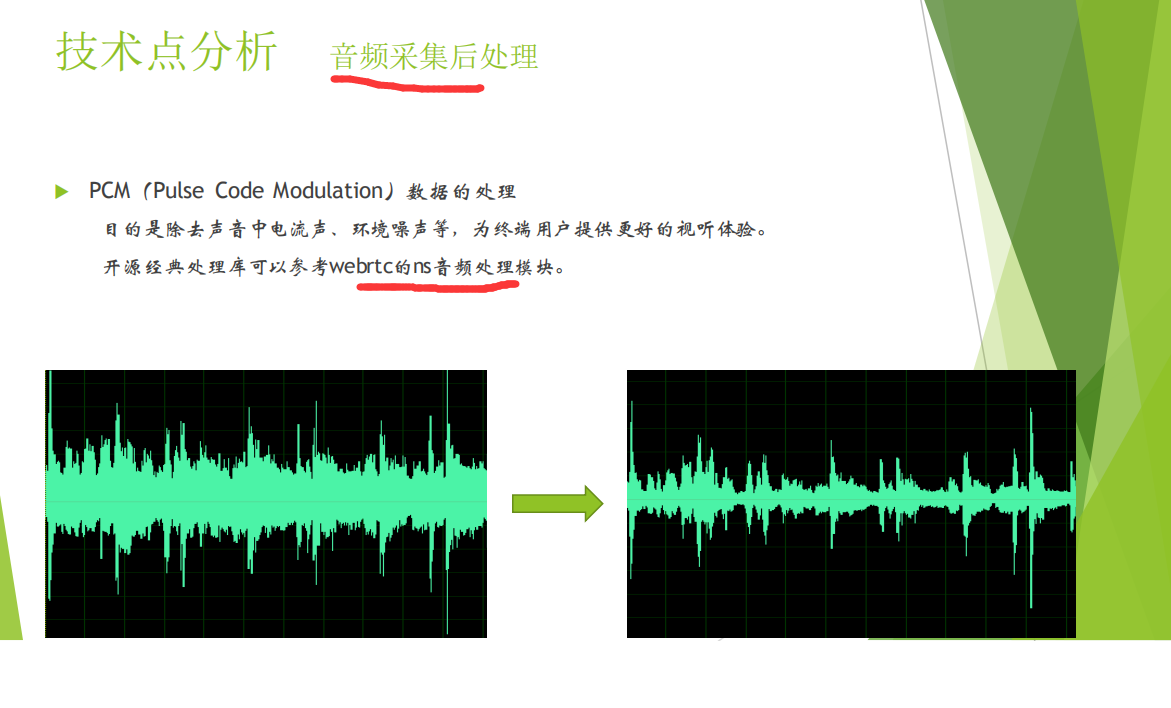 技术点分析 音频采集后处理
PCM（Pulse Code Modulation）数据的处理
目的是除去声音中电流声、环境噪声等，为终端用户提供更好的视听体验。
开源经典处理库可以参考webrtc的ns音频处理模块。